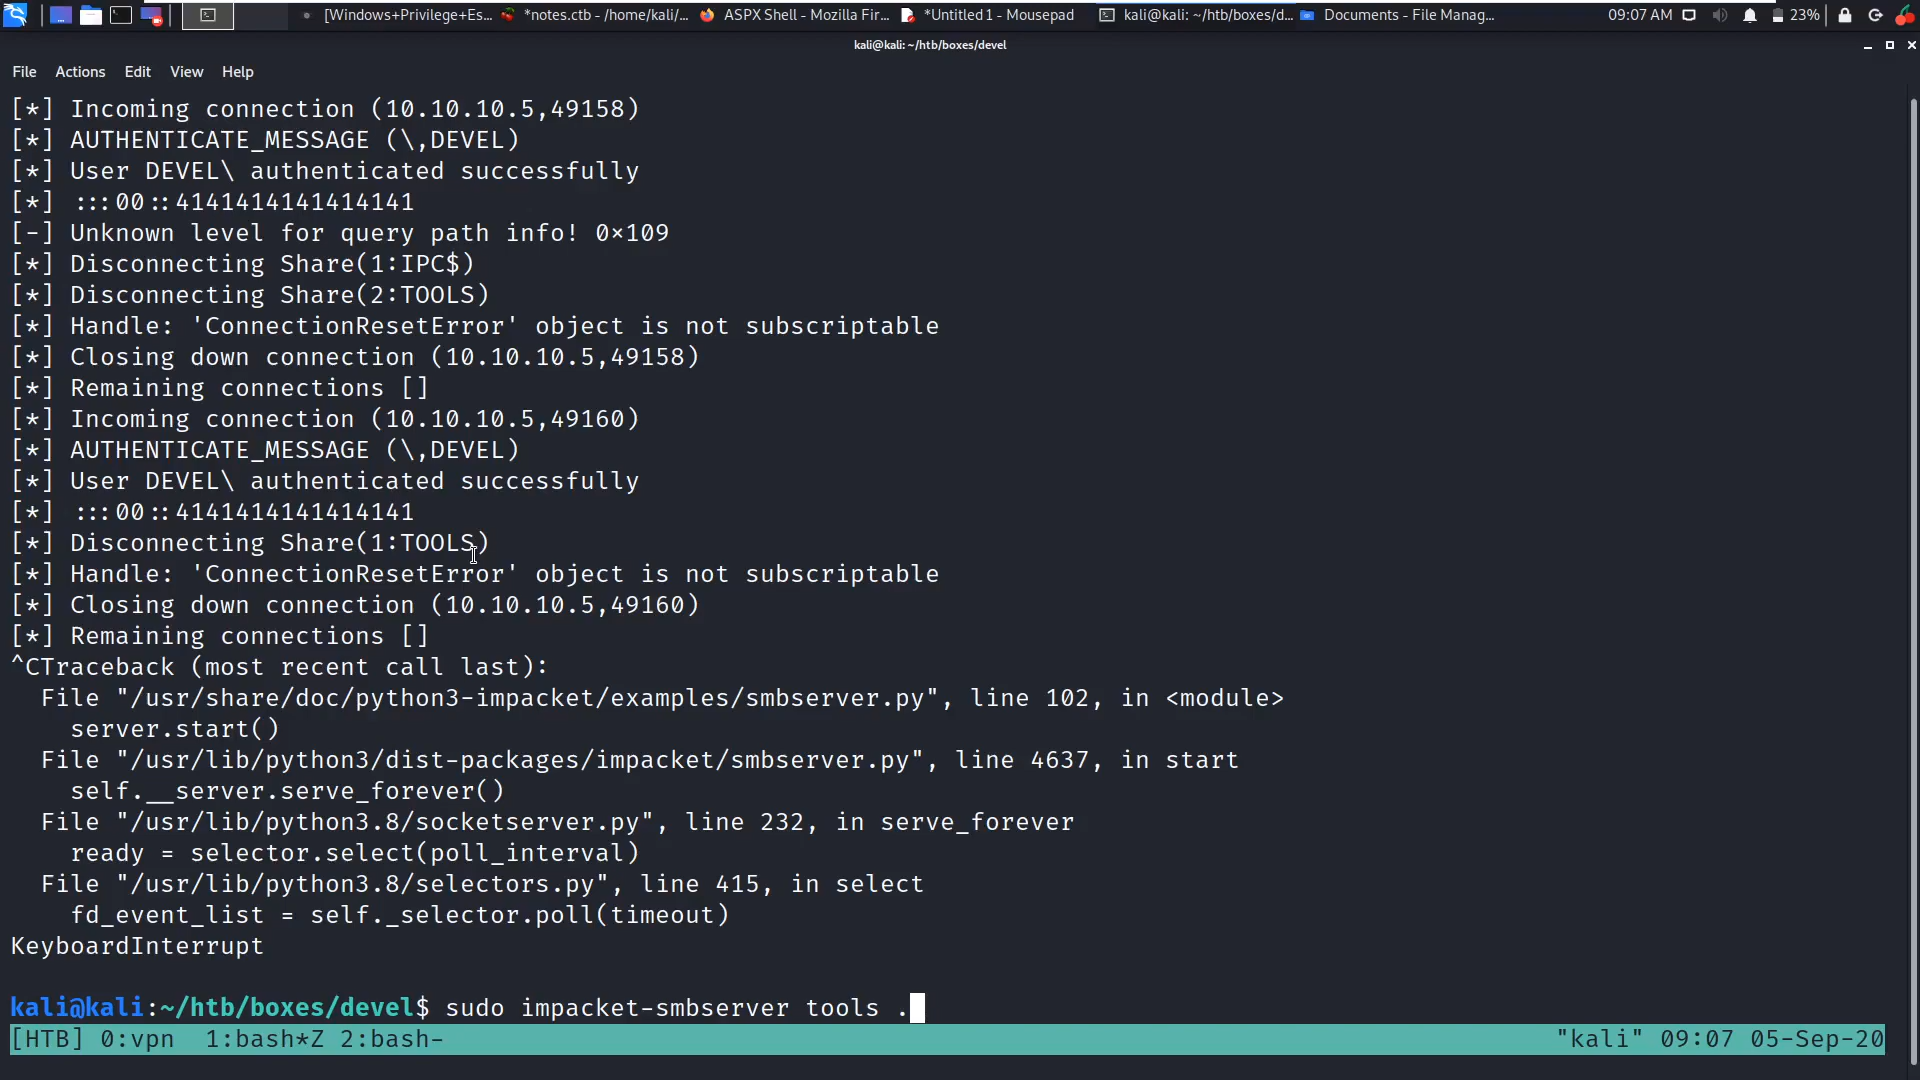 [Windows+Privilege+Es...
*notes.ctb - /home/kali/...
ASPX Shell - Mozilla Fir...
*Untitled 1 - Mousepad
kali@kali: ~/htb/boxes/d...
Documents - File Manag...
09:07 AM
23%
kali@kali: ~/htb/boxes/devel
File Actions Edit View Help
[*] Incoming connection (10.10.10.5,49158)
[*] AUTHENTICATE_MESSAGE (\,DEVEL)
[*] User DEVEL\ authenticated successfully
[*] :::00::4141414141414141
[-] Unknown level for query path info! 0×109
[*] Disconnecting Share(1:IPC$)
[*] Disconnecting Share(2:TOOLS)
[*] Handle: 'ConnectionResetError' object is not subscriptable
[*] Closing down connection (10.10.10.5,49158)
[*] Remaining connections []
[*] Incoming connection (10.10.10.5,49160)
[*] AUTHENTICATE_MESSAGE (\,DEVEL)
[*] User DEVEL\ authenticated successfully
[*] :::00::4141414141414141
[*] Disconnecting Share(1:TOOLS)
[*] Handle: 'ConnectionResetError' object is not subscriptable
[*] Closing down connection (10.10.10.5,49160)
[*] Remaining connections []
^CTraceback (most recent call last):
File "/usr/share/doc/python3-impacket/examples/smbserver.py", line 102, in <module>
server.start()
File "/usr/lib/python3/dist-packages/impacket/smbserver.py", line 4637, in start
self.__server.serve_forever()
File "/usr/lib/python3.8/socketserver.py", line 232, in serve_forever
ready = selector.select(poll_interval)
File "/usr/lib/python3.8/selectors.py", line 415, in select
fd_event_list = self._selector.poll(timeout)
KeyboardInterrupt
kali@kali:~/htb/boxes/devel$ sudo impacket-smbserver tools .
[HTB] 0:vpn 1:bash*Z 2:bash- "kali" 09:07 05-Sep-20